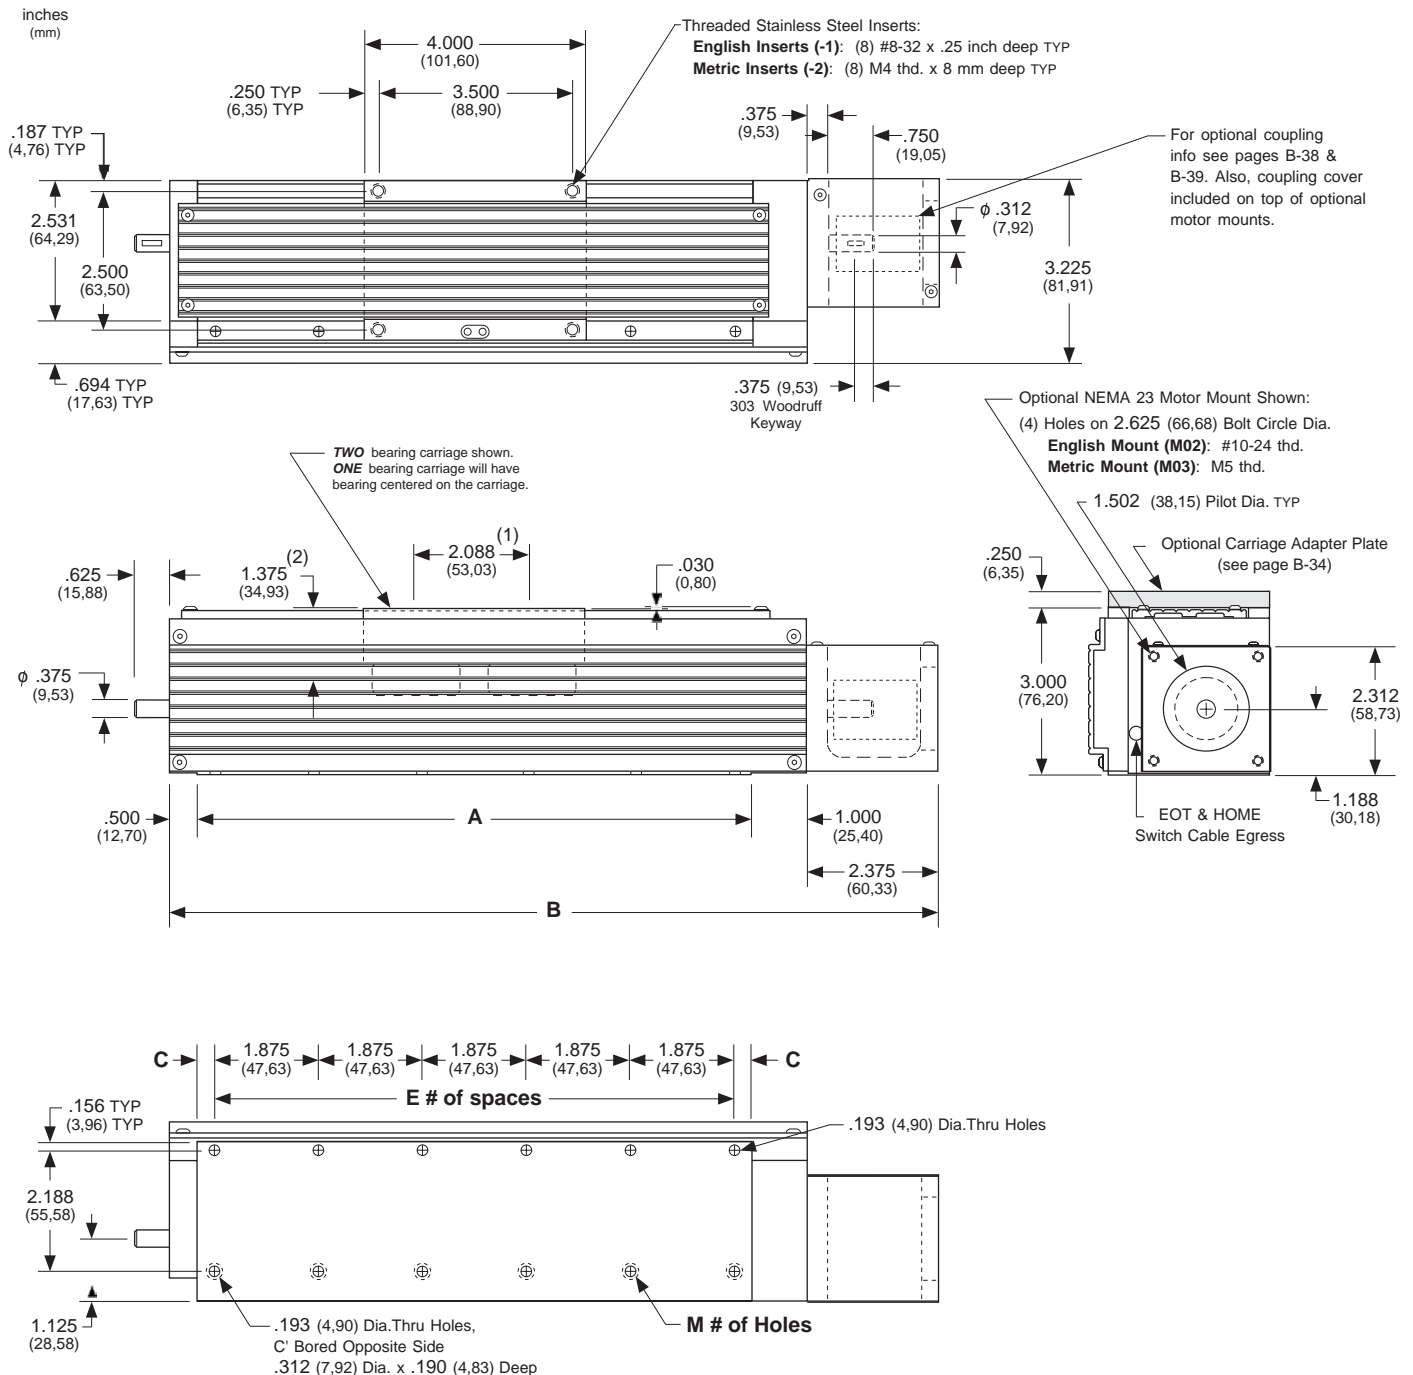 inches
(mm)
Threaded Stainless Steel Inserts:
English Inserts (-1): (8) #8-32 x .25 inch deep TYP
Metric Inserts (-2): (8) M4 thd. x 8 mm deep TYP
4.000
(101,60)
.250 TYP
(6,35) TYP
3.500
(88,90)
.375
(9,53)
.750
(19,05)
For optional coupling
info see pages B-38 &
B-39. Also, coupling cover
included on top of optional
motor mounts.
.187 TYP
(4,76) TYP
2.531
(64,29)
2.500
(63,50)
ϕ .312
(7,92)
3.225
(81,91)
.694 TYP
(17,63) TYP
.375 (9,53)
303 Woodruff
Keyway
Optional NEMA 23 Motor Mount Shown:
(4) Holes on 2.625 (66,68) Bolt Circle Dia.
English Mount (M02): #10-24 thd.
Metric Mount (M03): M5 thd.
1.502 (38,15) Pilot Dia. TYP
TWO bearing carriage shown.
ONE bearing carriage will have
bearing centered on the carriage.
(1)
2.088
(53,03)
(2)
1.375
(34,93)
.625
(15,88)
.030
(0,80)
.250
(6,35)
Optional Carriage Adapter Plate
(see page B-34)
ϕ .375
(9,53)
3.000
(76,20)
2.312
(58,73)
1.188
(30,18)
EOT & HOME
Switch Cable Egress
.500
(12,70)
A
1.000
(25,40)
2.375
(60,33)
B
C
1.875
(47,63)
1.875
(47,63)
1.875
(47,63)
1.875
(47,63)
1.875
(47,63)
C
E # of spaces
.156 TYP
(3,96) TYP
.193 (4,90) Dia.Thru Holes
2.188
(55,58)
1.125
(28,58)
.193 (4,90) Dia.Thru Holes,
C' Bored Opposite Side
.312 (7,92) Dia. x .190 (4,83) Deep
M # of Holes